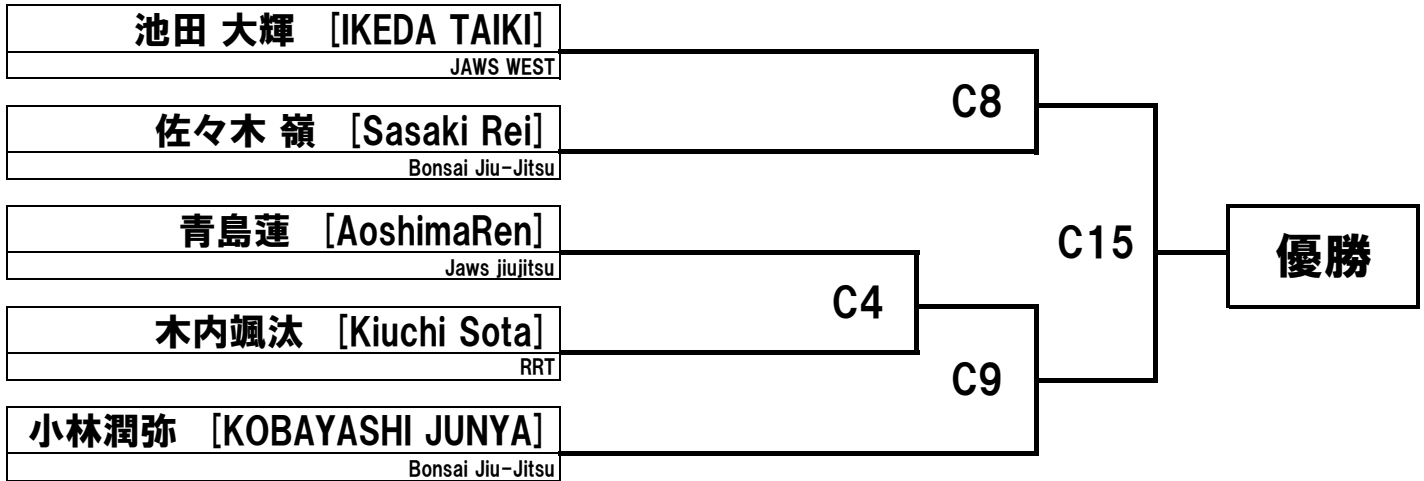 池田 大輝 [IKEDA TAIKI]
JAWS WEST
C8
佐々木 嶺 [Sasaki Rei]
Bonsai Jiu-Jitsu
青島蓮 [AoshimaRen]
Jaws jiujitsu
C15
優勝
C4
木内颯汰 [Kiuchi Sota]
RRT
C9
小林潤弥 [KOBAYASHI JUNYA]
Bonsai Jiu-Jitsu